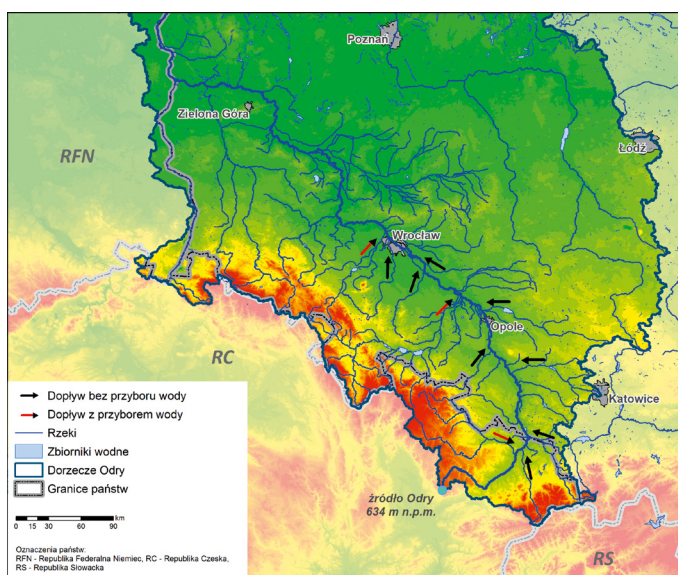 Poznań
Zielona Góra
Łódź
RFN
Wrocław
Opole
RC
Katowice
źródło Odry
634 m n.p.m.
RS
Dopływ bez przyboru wody
Dopływ z przyborem wody
Rzeki
Zbiorniki wodne
Dorzecze Odry
Granice państw
km
0 15 30 60 90
Oznaczenia państw:
RFN - Republika Federalna Niemiec, RC - Republika Czeska,
RS - Republika Słowacka